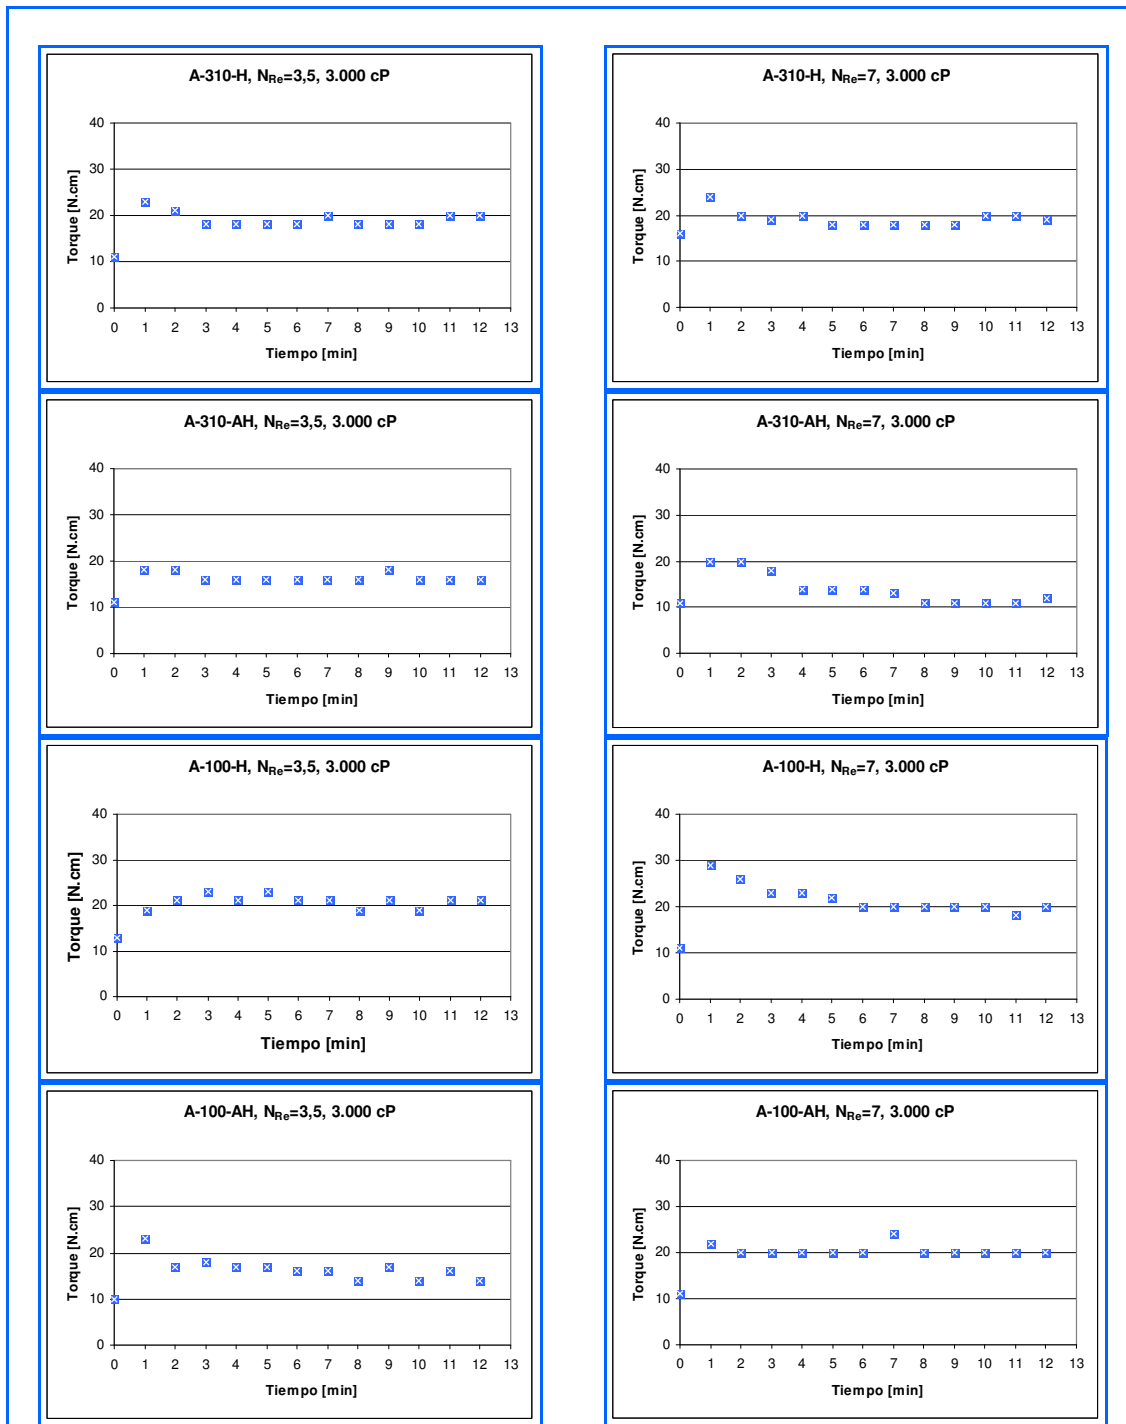 A-310-H, NRe=3,5, 3.000 cP
40
30
20
10
0
Torque [N.cm]
0 1 2 3 4 5 6 7 8 9 10 11 12 13
Tiempo [min]
A-310-H, NRe=7, 3.000 cP
40
30
20
10
0
Torque [N.cm]
0 1 2 3 4 5 6 7 8 9 10 11 12 13
Tiempo [min]
A-310-AH, NRe=3,5, 3.000 cP
40
30
20
10
0
Torque [N.cm]
0 1 2 3 4 5 6 7 8 9 10 11 12 13
Tiempo [min]
A-310-AH, NRe=7, 3.000 cP
40
30
20
10
0
Torque [N.cm]
0 1 2 3 4 5 6 7 8 9 10 11 12 13
Tiempo [min]
A-100-H, NRe=3,5, 3.000 cP
40
30
20
10
0
Torque [N.cm]
0 1 2 3 4 5 6 7 8 9 10 11 12 13
Tiempo [min]
A-100-H, NRe=7, 3.000 cP
40
30
20
10
0
Torque [N.cm]
0 1 2 3 4 5 6 7 8 9 10 11 12 13
Tiempo [min]
A-100-AH, NRe=3,5, 3.000 cP
40
30
20
10
0
Torque [N.cm]
0 1 2 3 4 5 6 7 8 9 10 11 12 13
Tiempo [min]
A-100-AH, NRe=7, 3.000 cP
40
30
20
10
0
Torque [N.cm]
0 1 2 3 4 5 6 7 8 9 10 11 12 13
Tiempo [min]